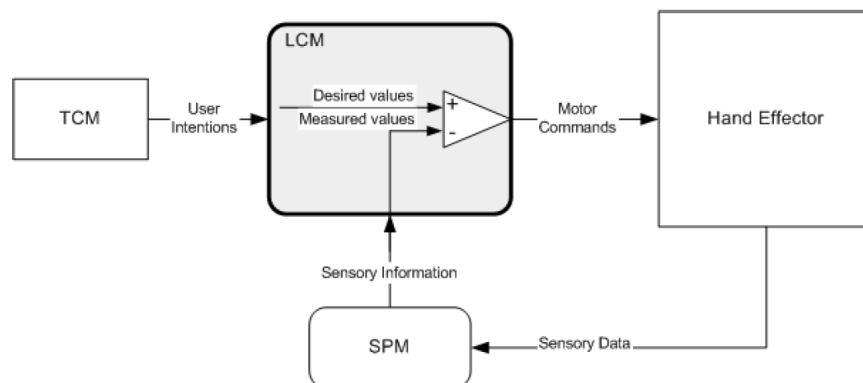 LCM
Desired values
+
Measured values
-
TCM
User
Intentions
Motor
Commands
Hand Effector
Sensory Information
SPM
Sensory Data